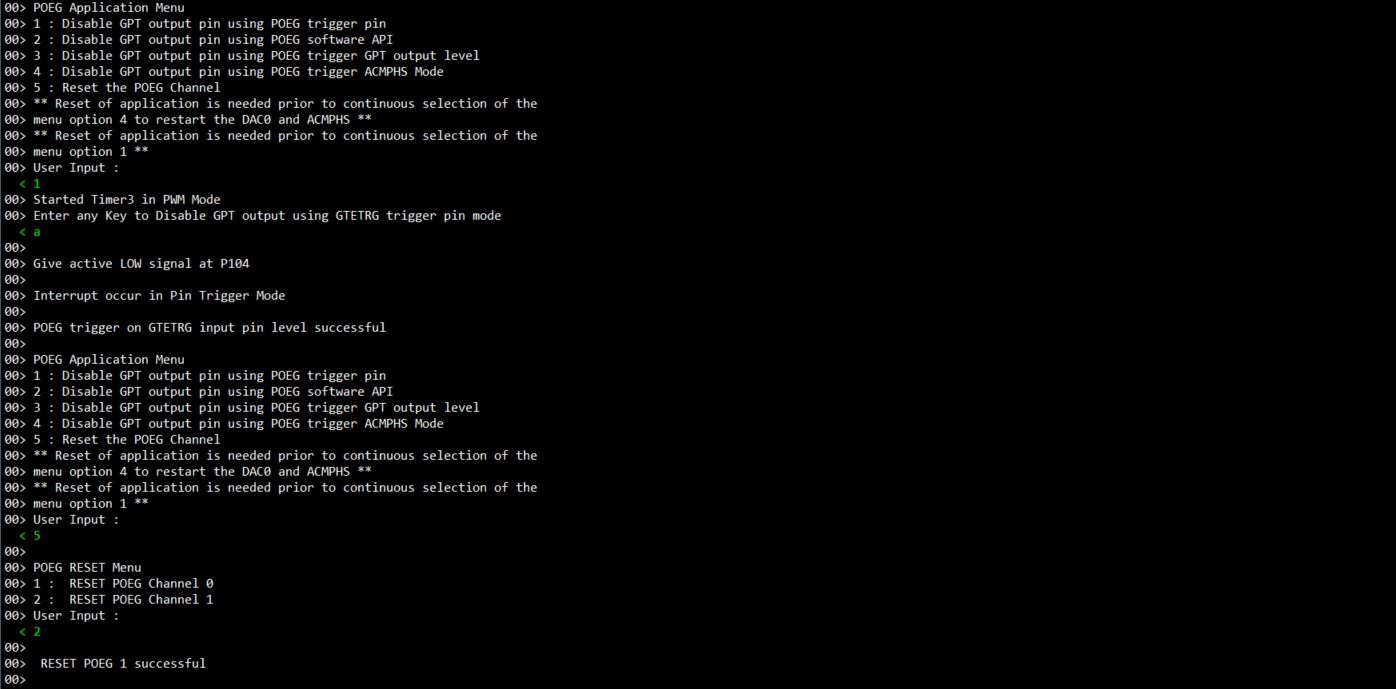 00> POEG Application Menu
00> 1 : Disable GPT output pin using POEG trigger pin
00> 2 : Disable GPT output pin using POEG software API
00> 3 : Disable GPT output pin using POEG trigger GPT output level
00> 4 : Disable GPT output pin using POEG trigger ACMPHS Mode
00> 5 : Reset the POEG Channel
00> ** Reset of application is needed prior to continuous selection of the
00> menu option 4 to restart the DAC0 and ACMPHS **
00> ** Reset of application is needed prior to continuous selection of the
00> menu option 1 **
00> User Input :
< 1
00> Started Timer3 in PWM Mode
00> Enter any Key to Disable GPT output using GTETRG trigger pin mode
< a
00>
00> Give active LOW signal at P104
00>
00> Interrupt occur in Pin Trigger Mode
00>
00> POEG trigger on GTETRG input pin level successful
00>
00> POEG Application Menu
00> 1 : Disable GPT output pin using POEG trigger pin
00> 2 : Disable GPT output pin using POEG software API
00> 3 : Disable GPT output pin using POEG trigger GPT output level
00> 4 : Disable GPT output pin using POEG trigger ACMPHS Mode
00> 5 : Reset the POEG Channel
00> ** Reset of application is needed prior to continuous selection of the
00> menu option 4 to restart the DAC0 and ACMPHS **
00> ** Reset of application is needed prior to continuous selection of the
00> menu option 1 **
00> User Input :
< 5
00>
00> POEG RESET Menu
00> 1 :  RESET POEG Channel 0
00> 2 :  RESET POEG Channel 1
00> User Input :
< 2
00>
00>  RESET POEG 1 successful
00>